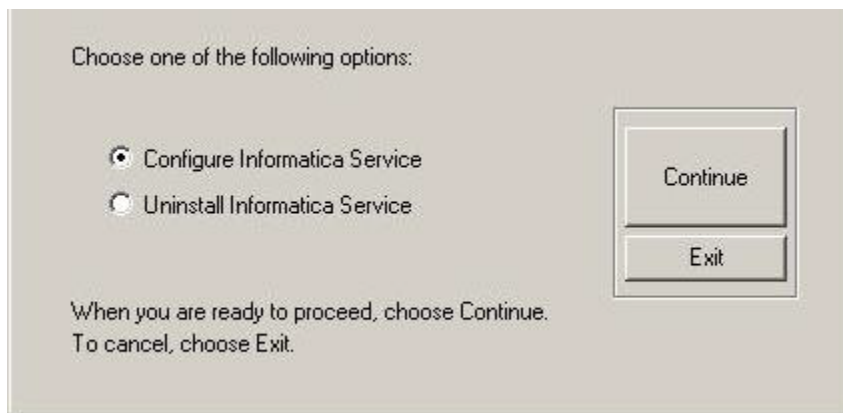 Choose one of the following options:
Configure Informatica Service
Uninstall Informatica Service
Continue
Exit
When you are ready to proceed, choose Continue.
To cancel, choose Exit.